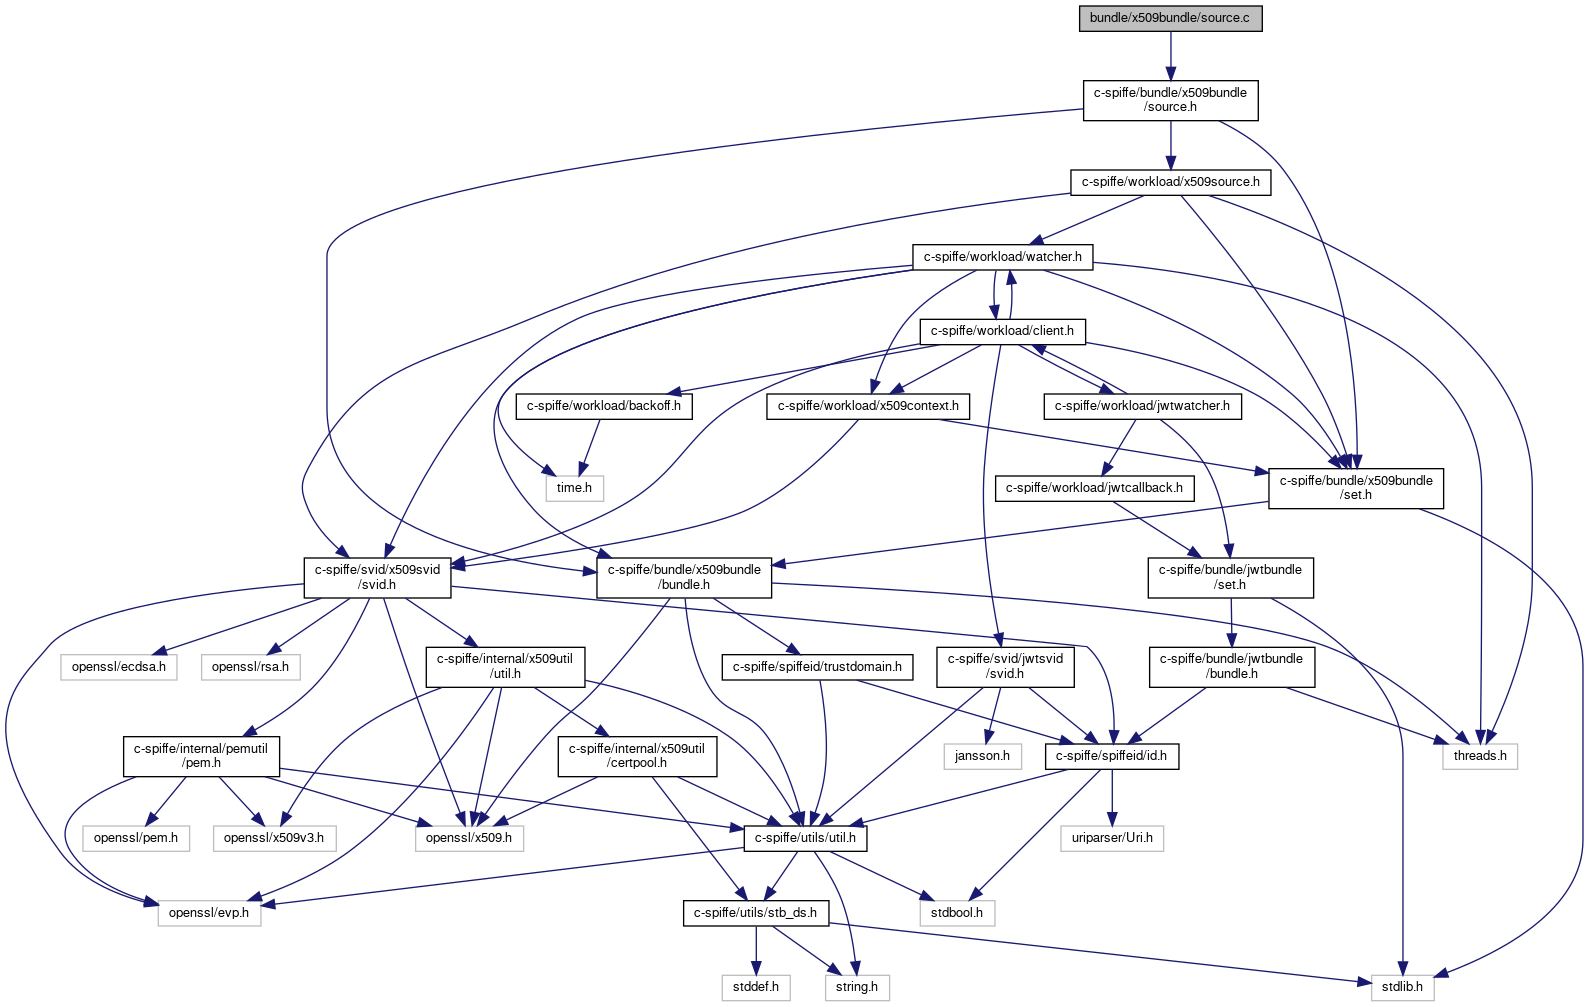 bundle/x509bundle/source.c
c-spiffe/bundle/x509bundle
/source.h
c-spiffe/workload/x509source.h
c-spiffe/workload/watcher.h
c-spiffe/workload/client.h
c-spiffe/workload/backoff.h
c-spiffe/workload/x509context.h
c-spiffe/workload/jwtwatcher.h
time.h
c-spiffe/workload/jwtcallback.h
c-spiffe/bundle/x509bundle
/set.h
c-spiffe/svid/x509svid
/svid.h
c-spiffe/bundle/x509bundle
/bundle.h
c-spiffe/bundle/jwtbundle
/set.h
openssl/ecdsa.h
openssl/rsa.h
c-spiffe/internal/x509util
/util.h
c-spiffe/spiffeid/trustdomain.h
c-spiffe/svid/jwtsvid
/svid.h
c-spiffe/bundle/jwtbundle
/bundle.h
c-spiffe/internal/pemutil
/pem.h
c-spiffe/internal/x509util
/certpool.h
jansson.h
c-spiffe/spiffeid/id.h
threads.h
openssl/pem.h
openssl/x509v3.h
openssl/x509.h
c-spiffe/utils/util.h
uriparser/Uri.h
openssl/evp.h
c-spiffe/utils/stb_ds.h
stdbool.h
stddef.h
string.h
stdlib.h